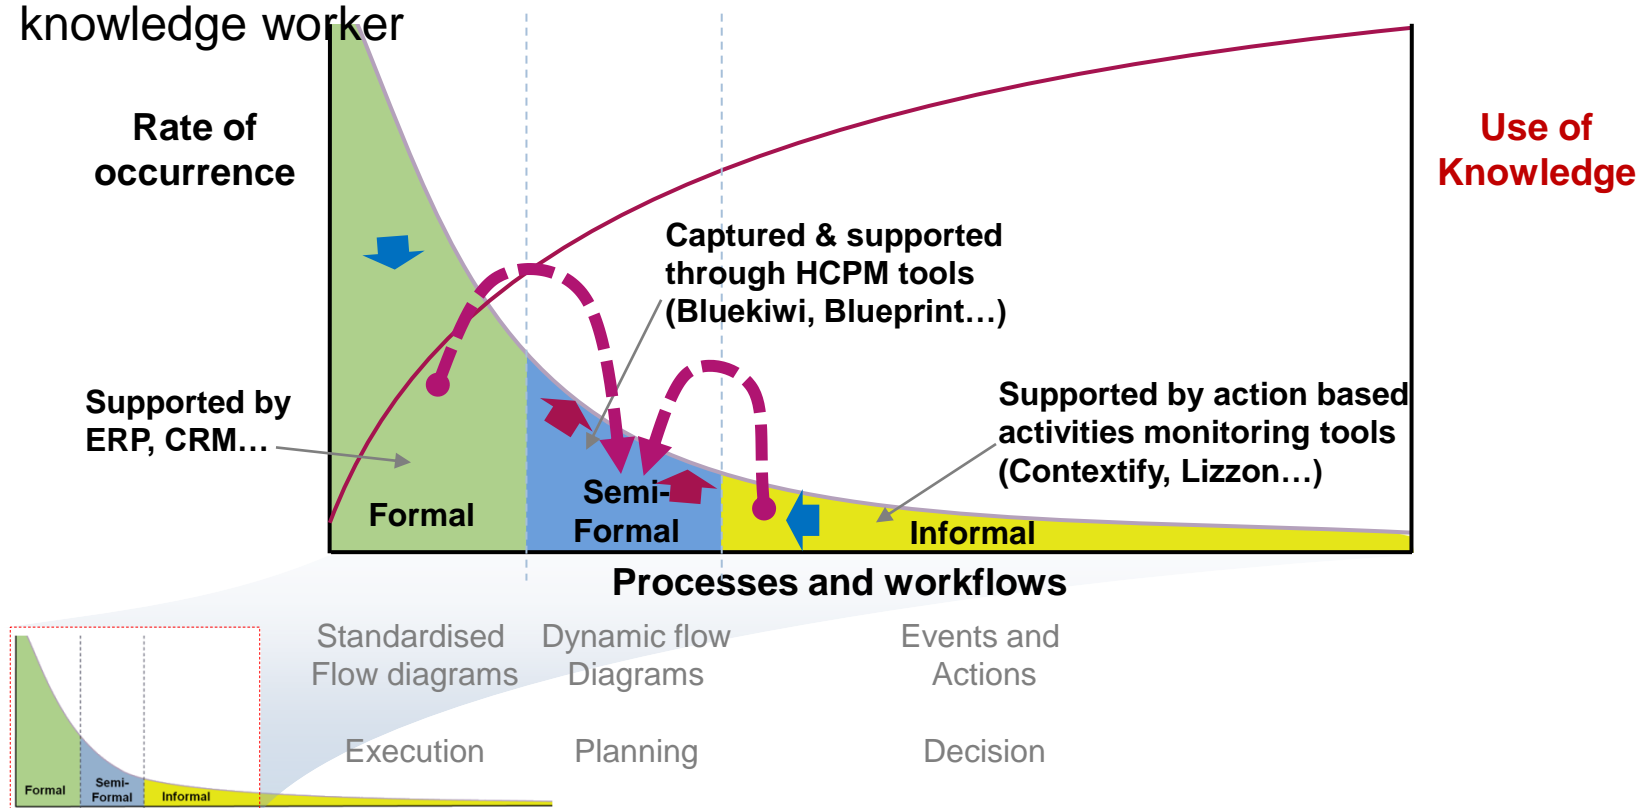 knowledge worker
Rate of
occurrence
Use of
Knowledge
Captured & supported
through HCPM tools
(Bluekiwi, Blueprint…)
Supported by
ERP, CRM…
Supported by action based
activities monitoring tools
(Contextify, Lizzon…)
Formal
Semi-
Formal
Informal
Processes and workflows
Standardised
Flow diagrams
Dynamic flow
Diagrams
Events and
Actions
Execution
Planning
Decision
Formal
Semi-
Formal
Informal